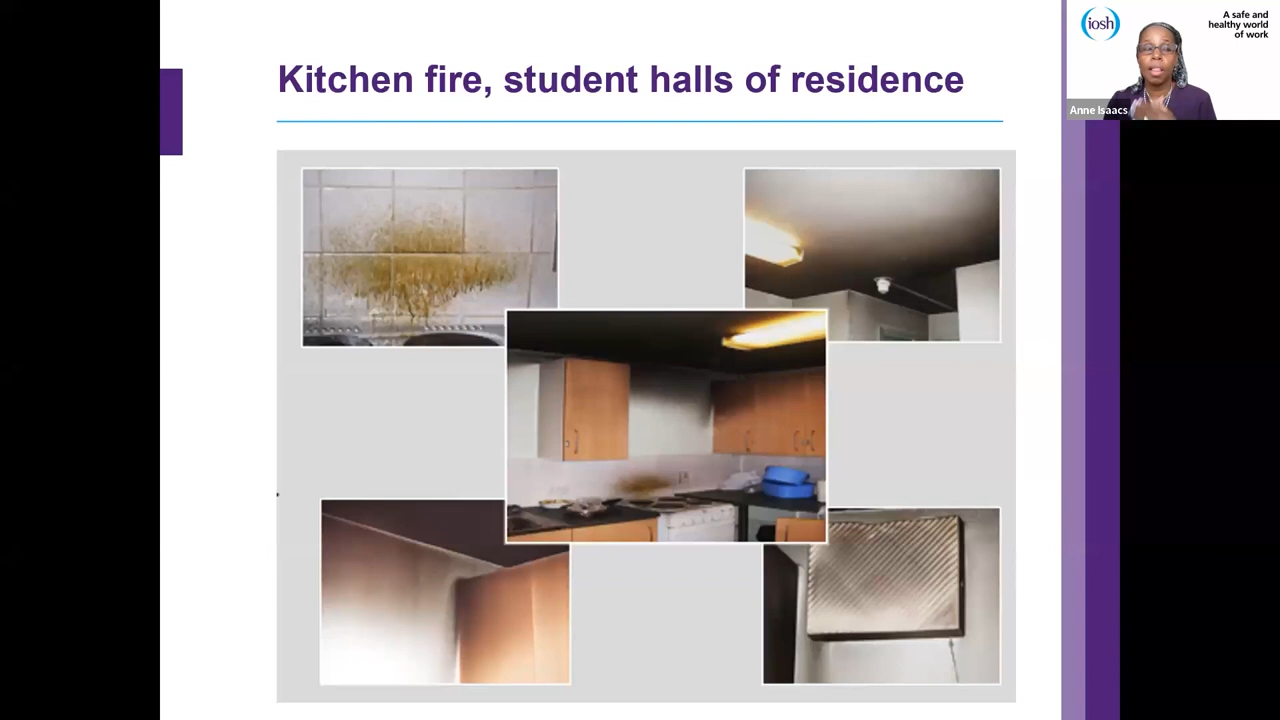 Kitchen fire, student halls of residence
iosh
A safe and
healthy world
of work
Anne Isaacs